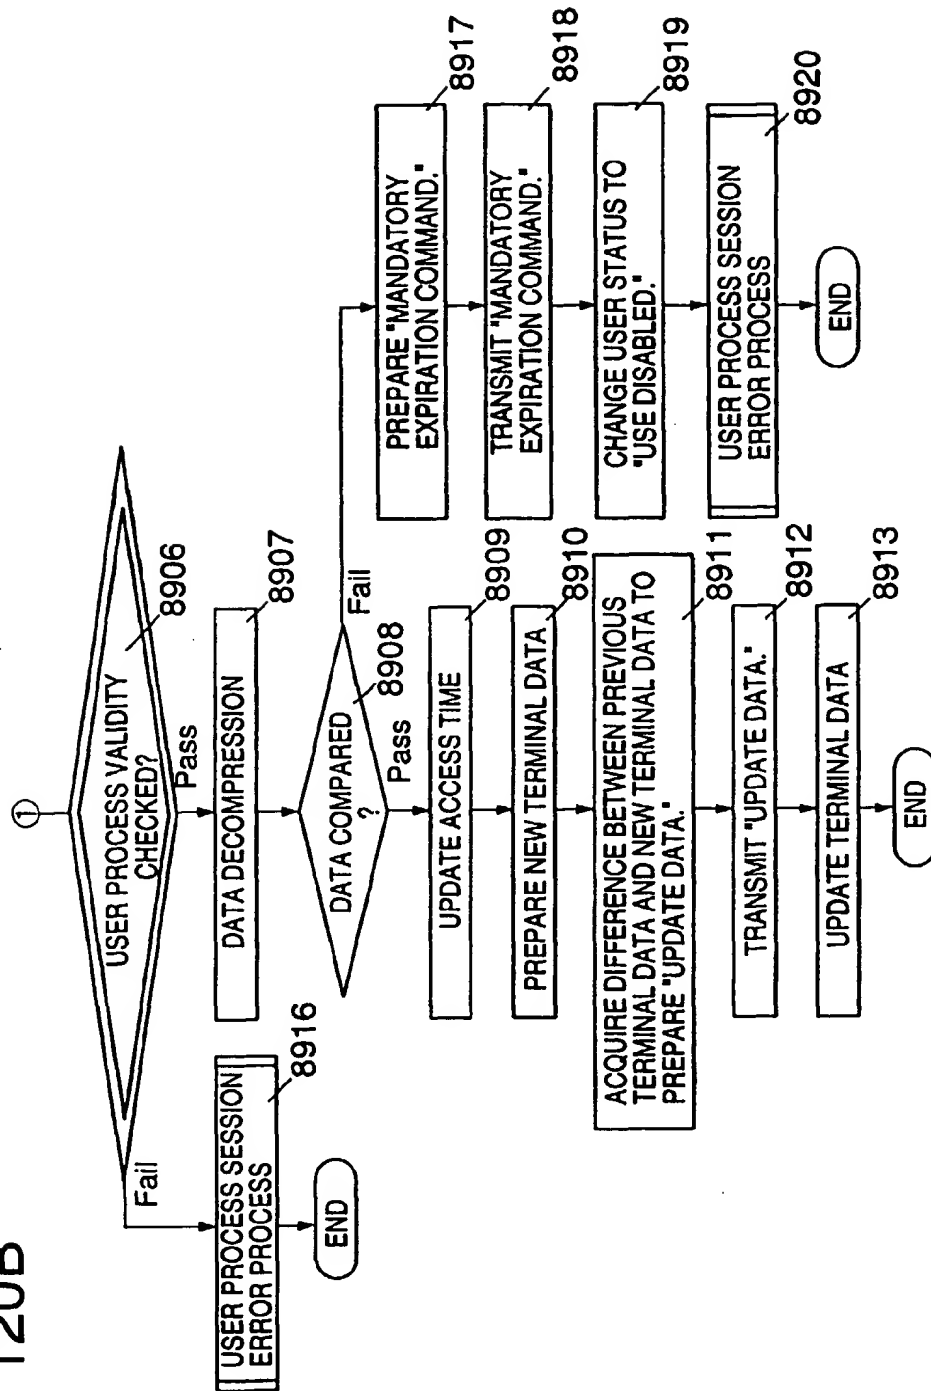 120B
1
USER PROCESS VALIDITY
CHECKED?
8906
Fail
Pass
USER PROCESS SESSION
ERROR PROCESS
8916
END
DATA DECOMPRESSION
8907
DATA COMPARED
?
8908
Fail
Pass
UPDATE ACCESS TIME
8909
PREPARE NEW TERMINAL DATA
8910
ACQUIRE DIFFERENCE BETWEEN PREVIOUS
TERMINAL DATA AND NEW TERMINAL DATA TO
PREPARE "UPDATE DATA."
8911
TRANSMIT "UPDATE DATA."
8912
UPDATE TERMINAL DATA
8913
END
PREPARE "MANDATORY
EXPIRATION COMMAND."
8917
TRANSMIT "MANDATORY
EXPIRATION COMMAND."
8918
CHANGE USER STATUS TO
"USE DISABLED."
8919
USER PROCESS SESSION
ERROR PROCESS
8920
END